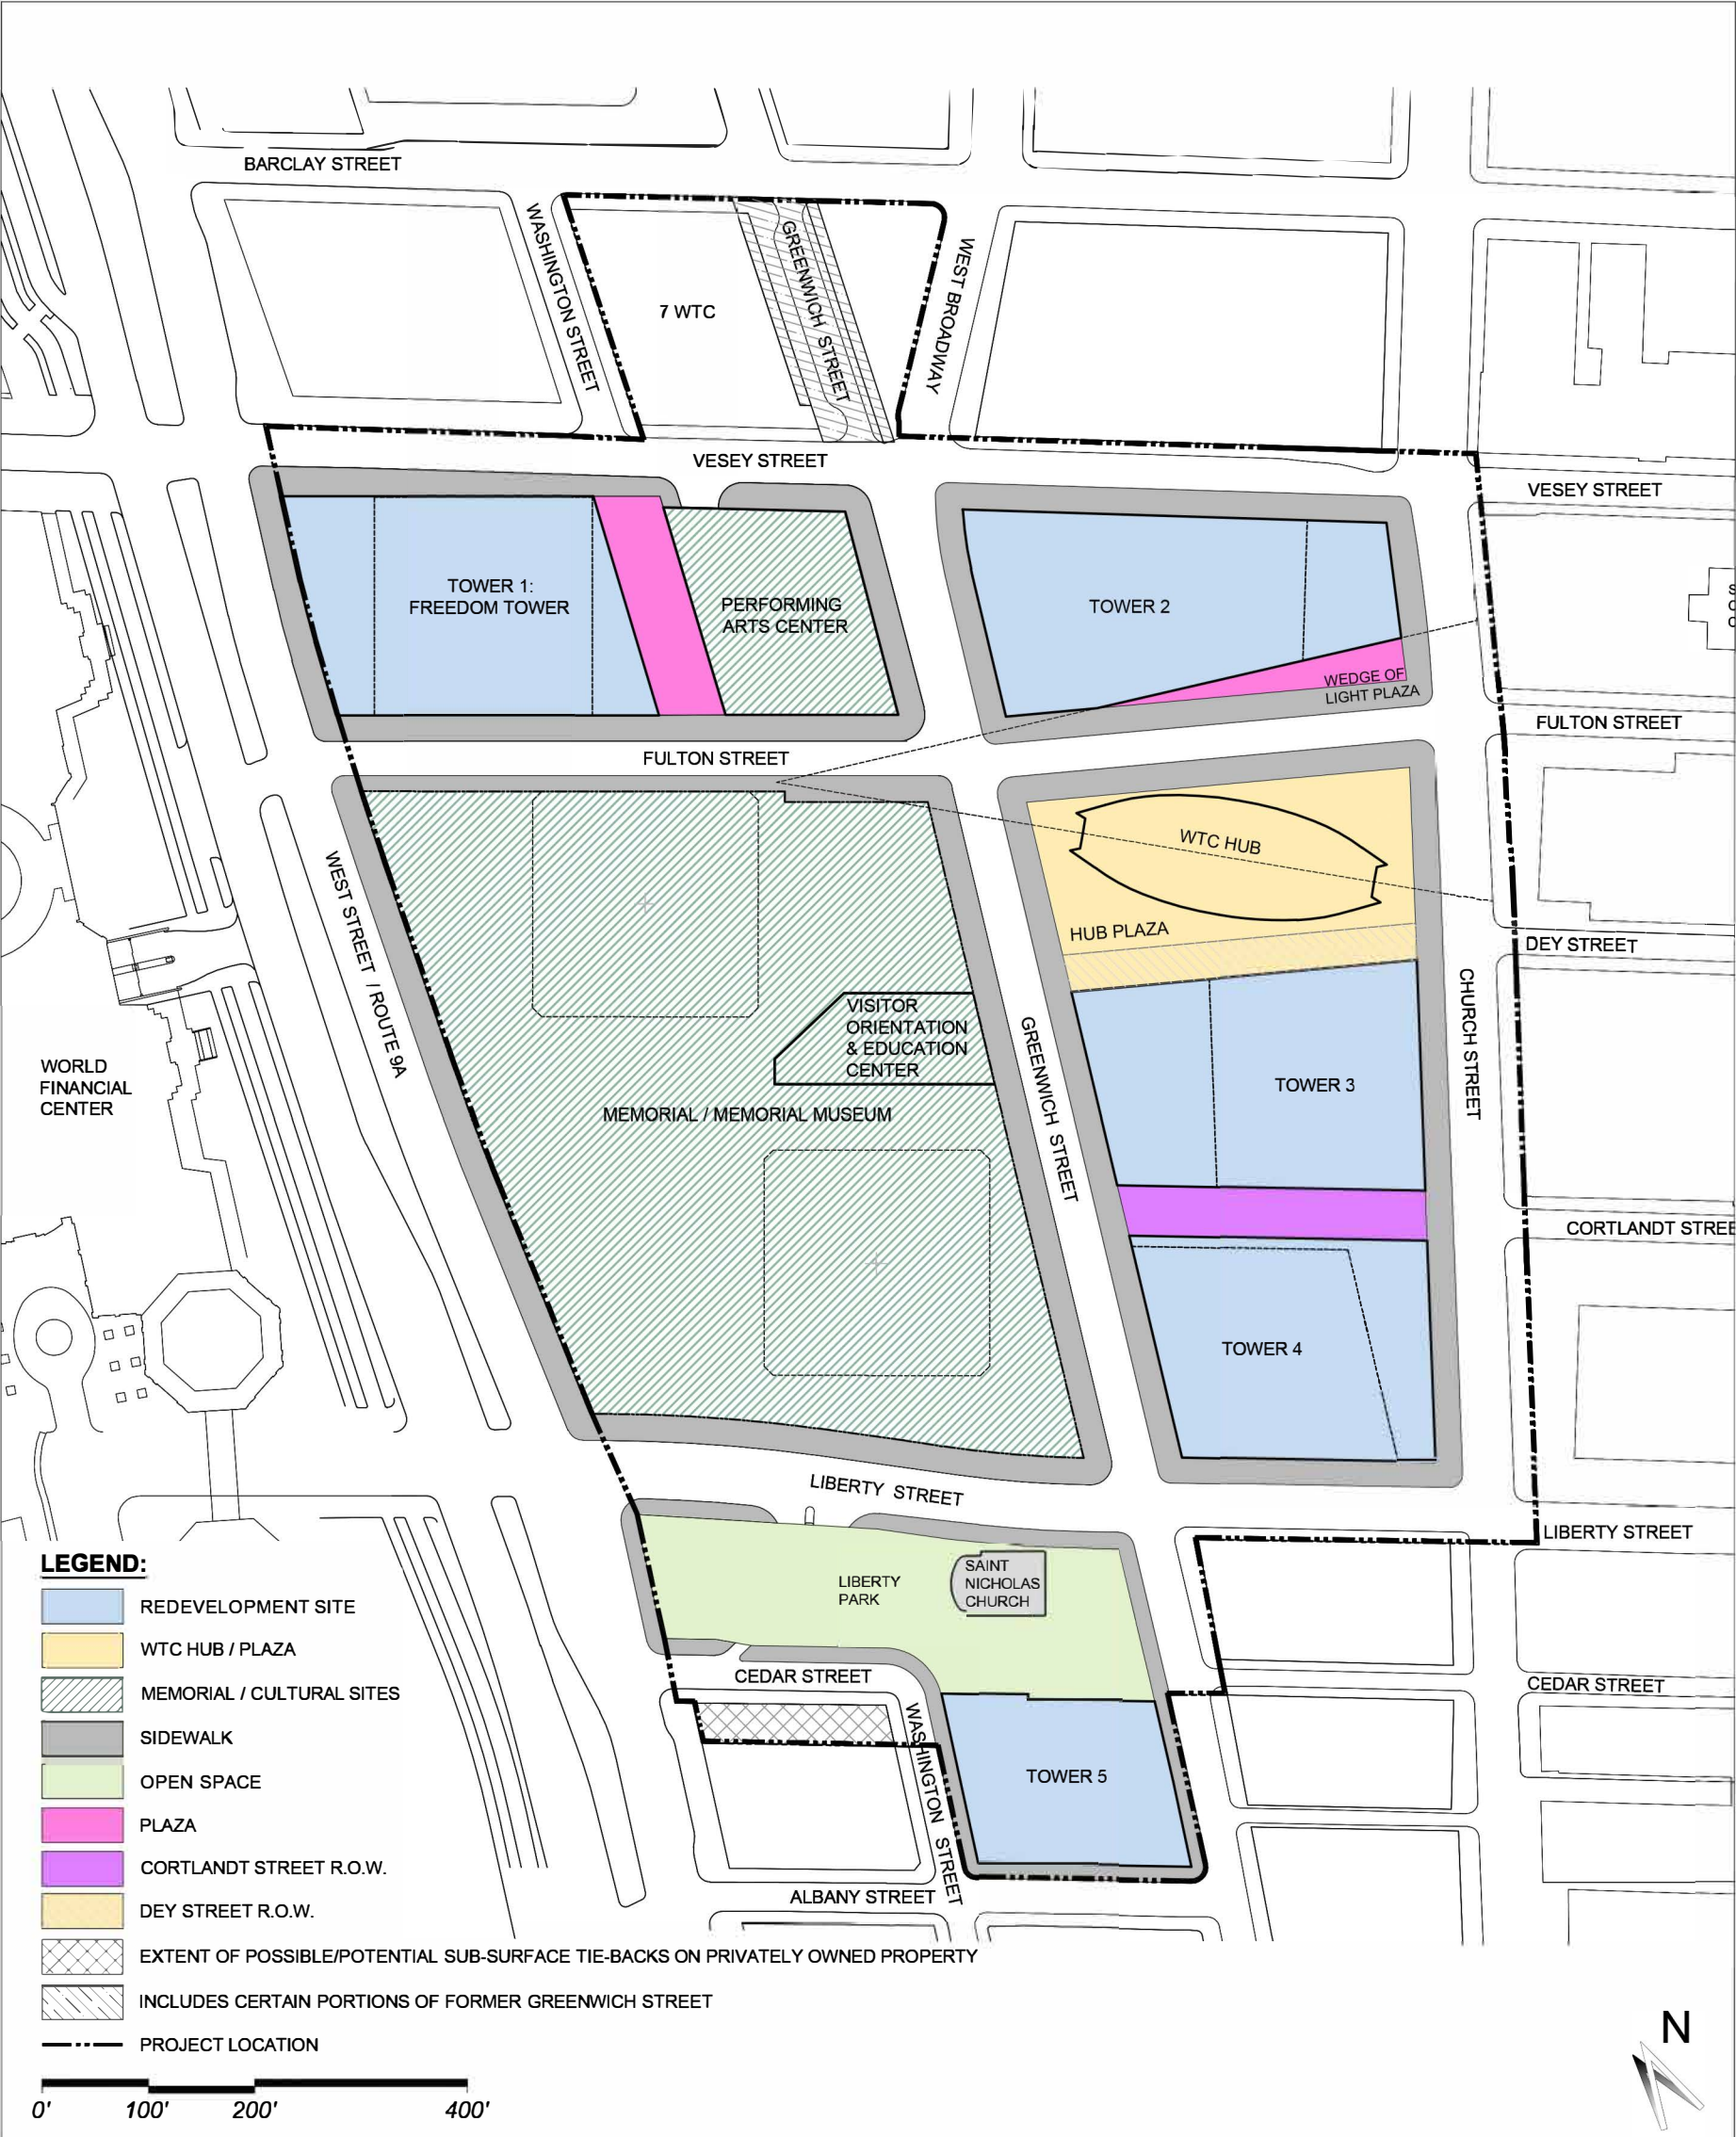 BARCLAY STREET
WASHINGTON STREET
GREENWICH STREET
WEST BROADWAY
7 WTC
VESEY STREET
VESEY STREET
TOWER 1:
FREEDOM TOWER
PERFORMING
ARTS CENTER
TOWER 2
WEDGE OF
LIGHT PLAZA
FULTON STREET
FULTON STREET
WTC HUB
HUB PLAZA
DEY STREET
WEST STREET / ROUTE 9A
VISITOR
ORIENTATION
& EDUCATION
CENTER
GREENWICH STREET
CHURCH STREET
WORLD
FINANCIAL
CENTER
TOWER 3
MEMORIAL / MEMORIAL MUSEUM
CORTLANDT STREE
TOWER 4
LIBERTY STREET
LIBERTY STREET
SAINT
NICHOLAS
CHURCH
LIBERTY
PARK
CEDAR STREET
CEDAR STREET
WASHINGTON STREET
TOWER 5
ALBANY STREET
LEGEND:
REDEVELOPMENT SITE
WTC HUB / PLAZA
MEMORIAL / CULTURAL SITES
SIDEWALK
OPEN SPACE
PLAZA
CORTLANDT STREET R.O.W.
DEY STREET R.O.W.
EXTENT OF POSSIBLE/POTENTIAL SUB-SURFACE TIE-BACKS ON PRIVATELY OWNED PROPERTY
INCLUDES CERTAIN PORTIONS OF FORMER GREENWICH STREET
PROJECT LOCATION
0' 100' 200' 400'
N